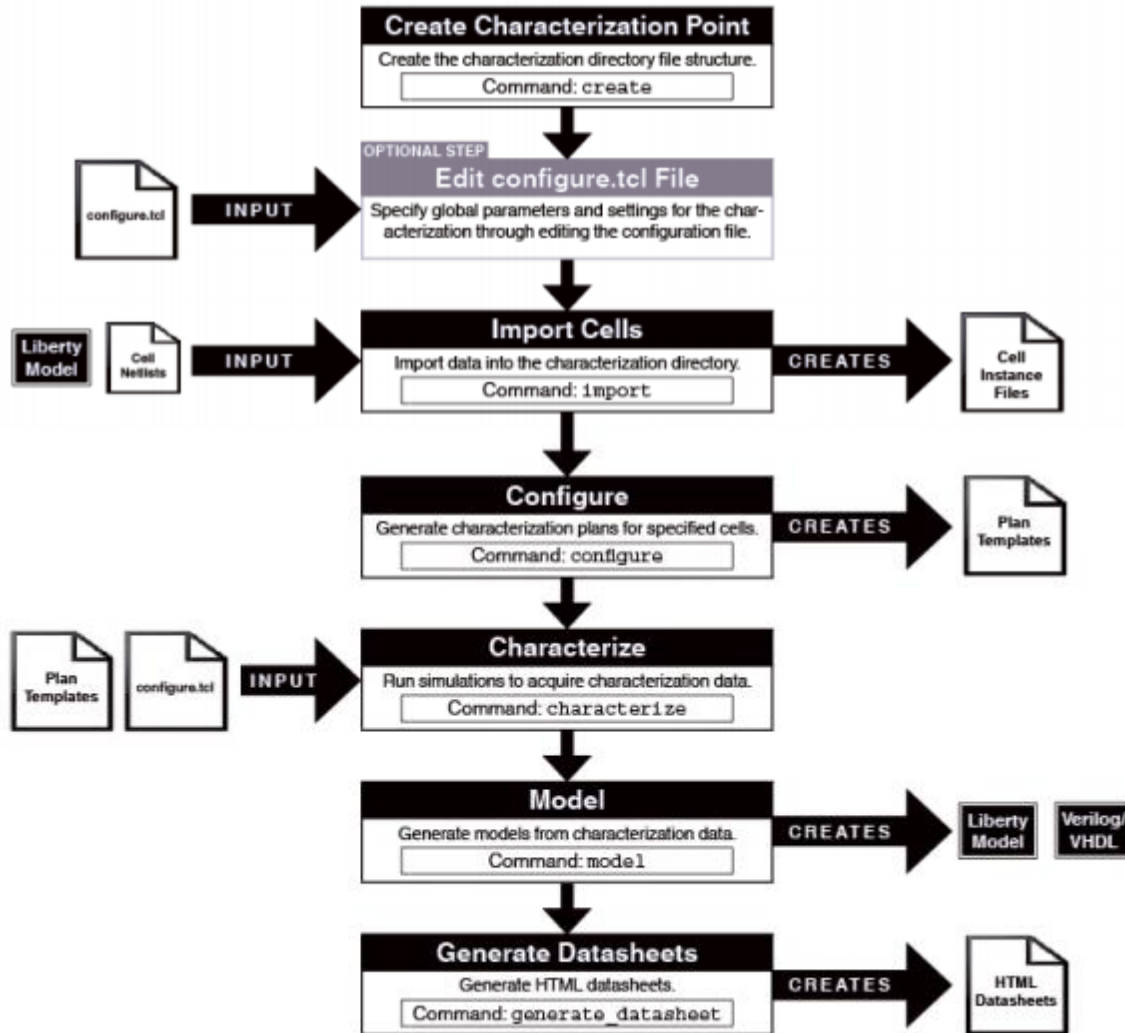 Create Characterization Point
Create the characterization directory file structure.
Command: create
OPTIONAL STEP
Edit configure.tcl File
configure.tcl
INPUT
Specify global parameters and settings for the char-
acterization through editing the configuration file.
Import Cells
Liberty
Model
Cell
Netlists
INPUT
Import data into the characterization directory.
Command: import
CREATES
Cell
Instance
Files
Configure
Generate characterization plans for specified cells.
Command: configure
CREATES
Plan
Templates
Characterize
Plan
Templates
configure.tcl
INPUT
Run simulations to acquire characterization data.
Command: characterize
Model
Generate models from characterization data.
Command: model
CREATES
Liberty
Model
Verilog/
VHDL
Generate Datasheets
Generate HTML datasheets.
Command: generate_datasheet
CREATES
HTML
Datasheets